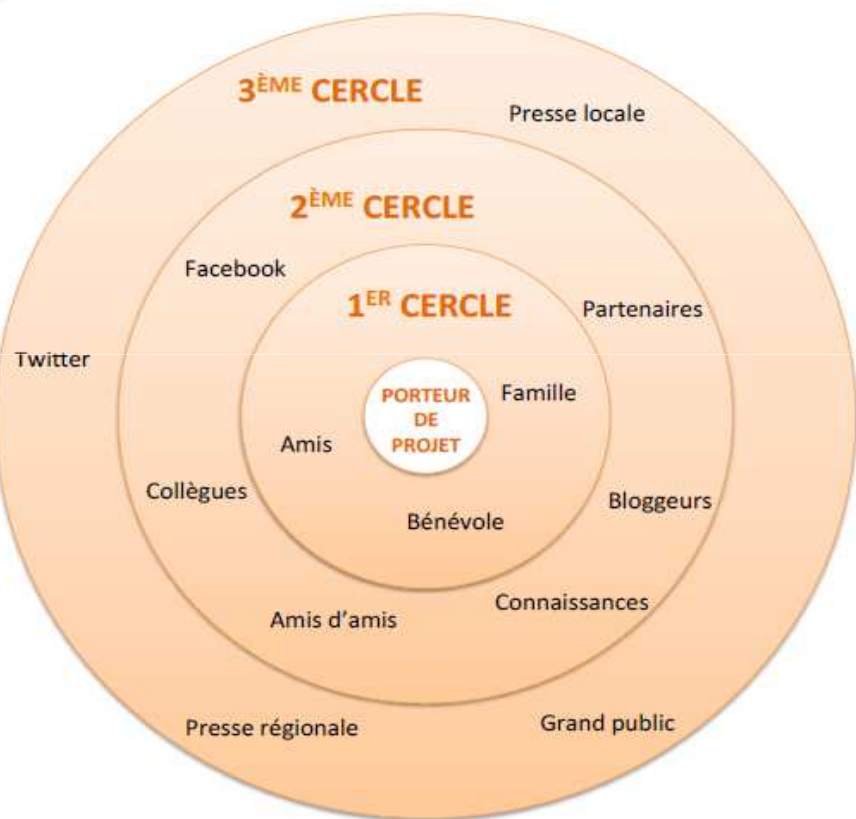 3ÈME CERCLE
Presse locale
2ÈME CERCLE
Facebook
1ER CERCLE
Partenaires
Twitter
PORTEUR
DE
PROJET
Famille
Amis
Collègues
Bloggeurs
Bénévole
Connaissances
Amis d’amis
Presse régionale
Grand public